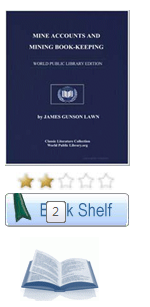 MINE ACCOUNTS AND
MINING BOOK-KEEPING
WORLD PUBLIC LIBRARY EDITION
by JAMES GUNSON LAWN
Classic Literature Collection
World Public Library.org
2
Shelf